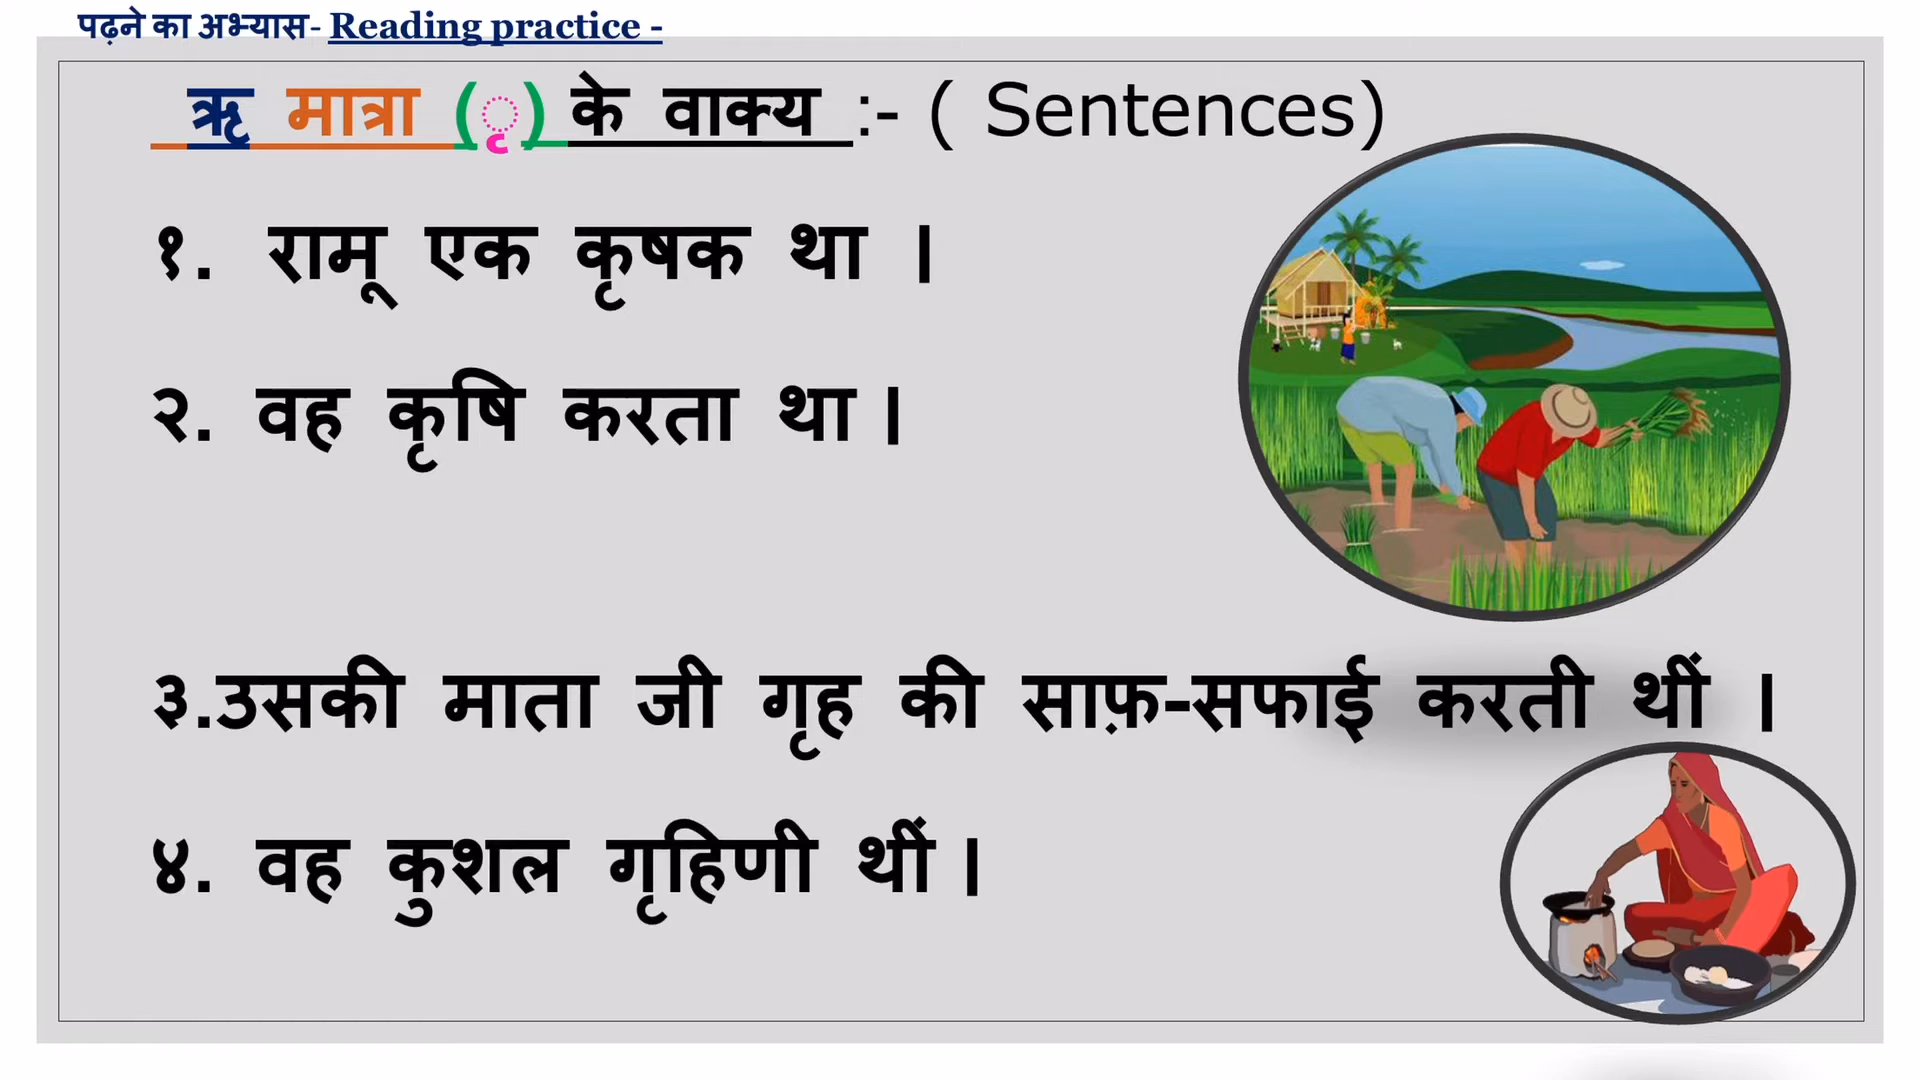 पढ़ने का अभ्यास- Reading practice -
ऋ मात्रा (ृ) के वाक्य :- ( Sentences)
१. रामू एक कृषक था ।
२. वह कृषि करता था ।
३.उसकी माता जी गृह की साफ़-सफाई करती थीं ।
४. वह कुशल गृहिणी थीं ।